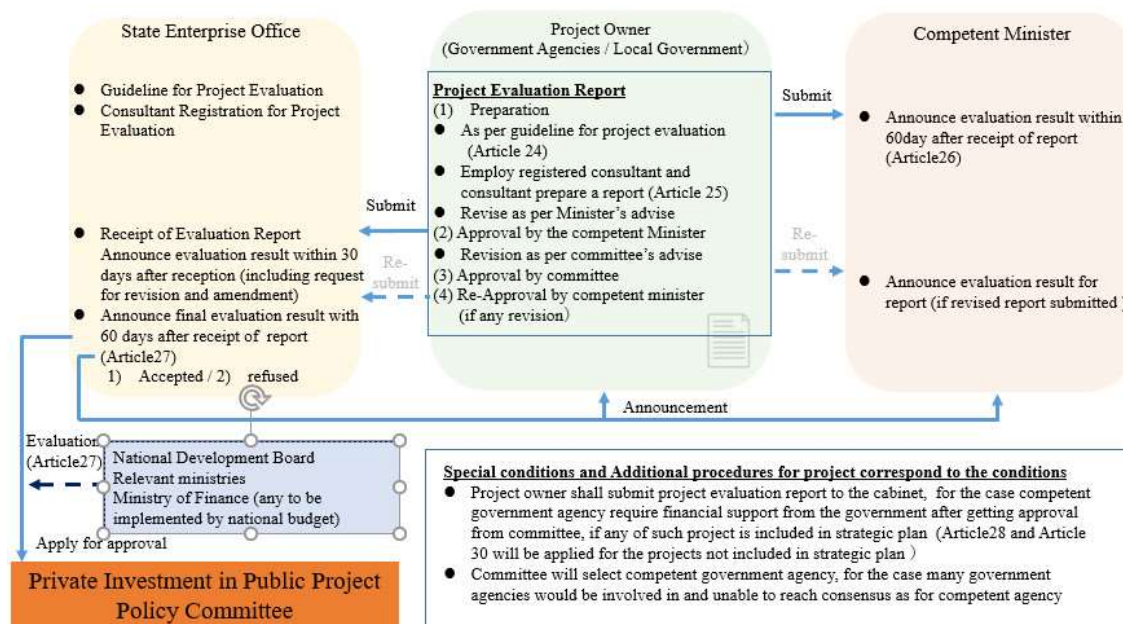 State Enterprise Office
● Guideline for Project Evaluation
● Consultant Registration for Project
Evaluation
● Receipt of Evaluation Report
Announce evaluation result within 30
days after reception (including request
for revision and amendment)
● Announce final evaluation result with
60 days after receipt of report
(Article27)
1) Accepted / 2) refused
Submit
Re-
submit
Project Owner
(Government Agencies / Local Government)
Project Evaluation Report
(1) Preparation
● As per guideline for project evaluation
(Article 24)
● Employ registered consultant and
consultant prepare a report (Article 25)
● Revise as per Minister's advise
(2) Approval by the competent Minister
● Revision as per committee's advise
(3) Approval by committee
(4) Re-Approval by competent minister
(if any revision)
Submit
Re-
submit
Competent Minister
● Announce evaluation result within
60day after receipt of report
(Article26)
● Announce evaluation result for
report (if revised report submitted )
Announcement
Evaluation
(Article27)
National Development Board
Relevant ministries
Ministry of Finance (any to be
implemented by national budget)
Apply for approval
Private Investment in Public Project
Policy Committee
Special conditions and Additional procedures for project correspond to the conditions
● Project owner shall submit project evaluation report to the cabinet, for the case competent
government agency require financial support from the government after getting approval
from committee, if any of such project is included in strategic plan (Article28 and Article
30 will be applied for the projects not included in strategic plan )
● Committee will select competent government agency, for the case many government
agencies would be involved in and unable to reach consensus as for competent agency